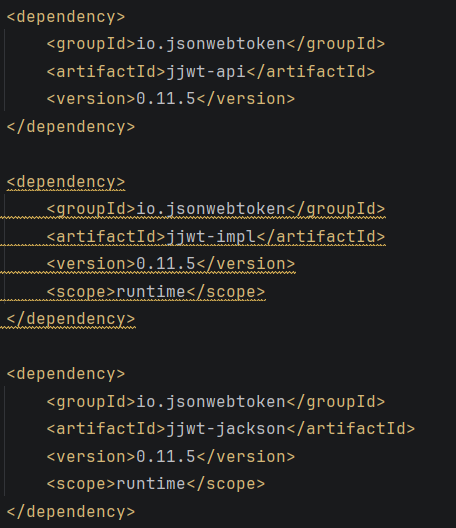 <dependency>
    <groupId>io.jsonwebtoken</groupId>
    <artifactId>jjwt-api</artifactId>
    <version>0.11.5</version>
</dependency>

<dependency>
    <groupId>io.jsonwebtoken</groupId>
    <artifactId>jjwt-impl</artifactId>
    <version>0.11.5</version>
    <scope>runtime</scope>
</dependency>

<dependency>
    <groupId>io.jsonwebtoken</groupId>
    <artifactId>jjwt-jackson</artifactId>
    <version>0.11.5</version>
    <scope>runtime</scope>
</dependency>